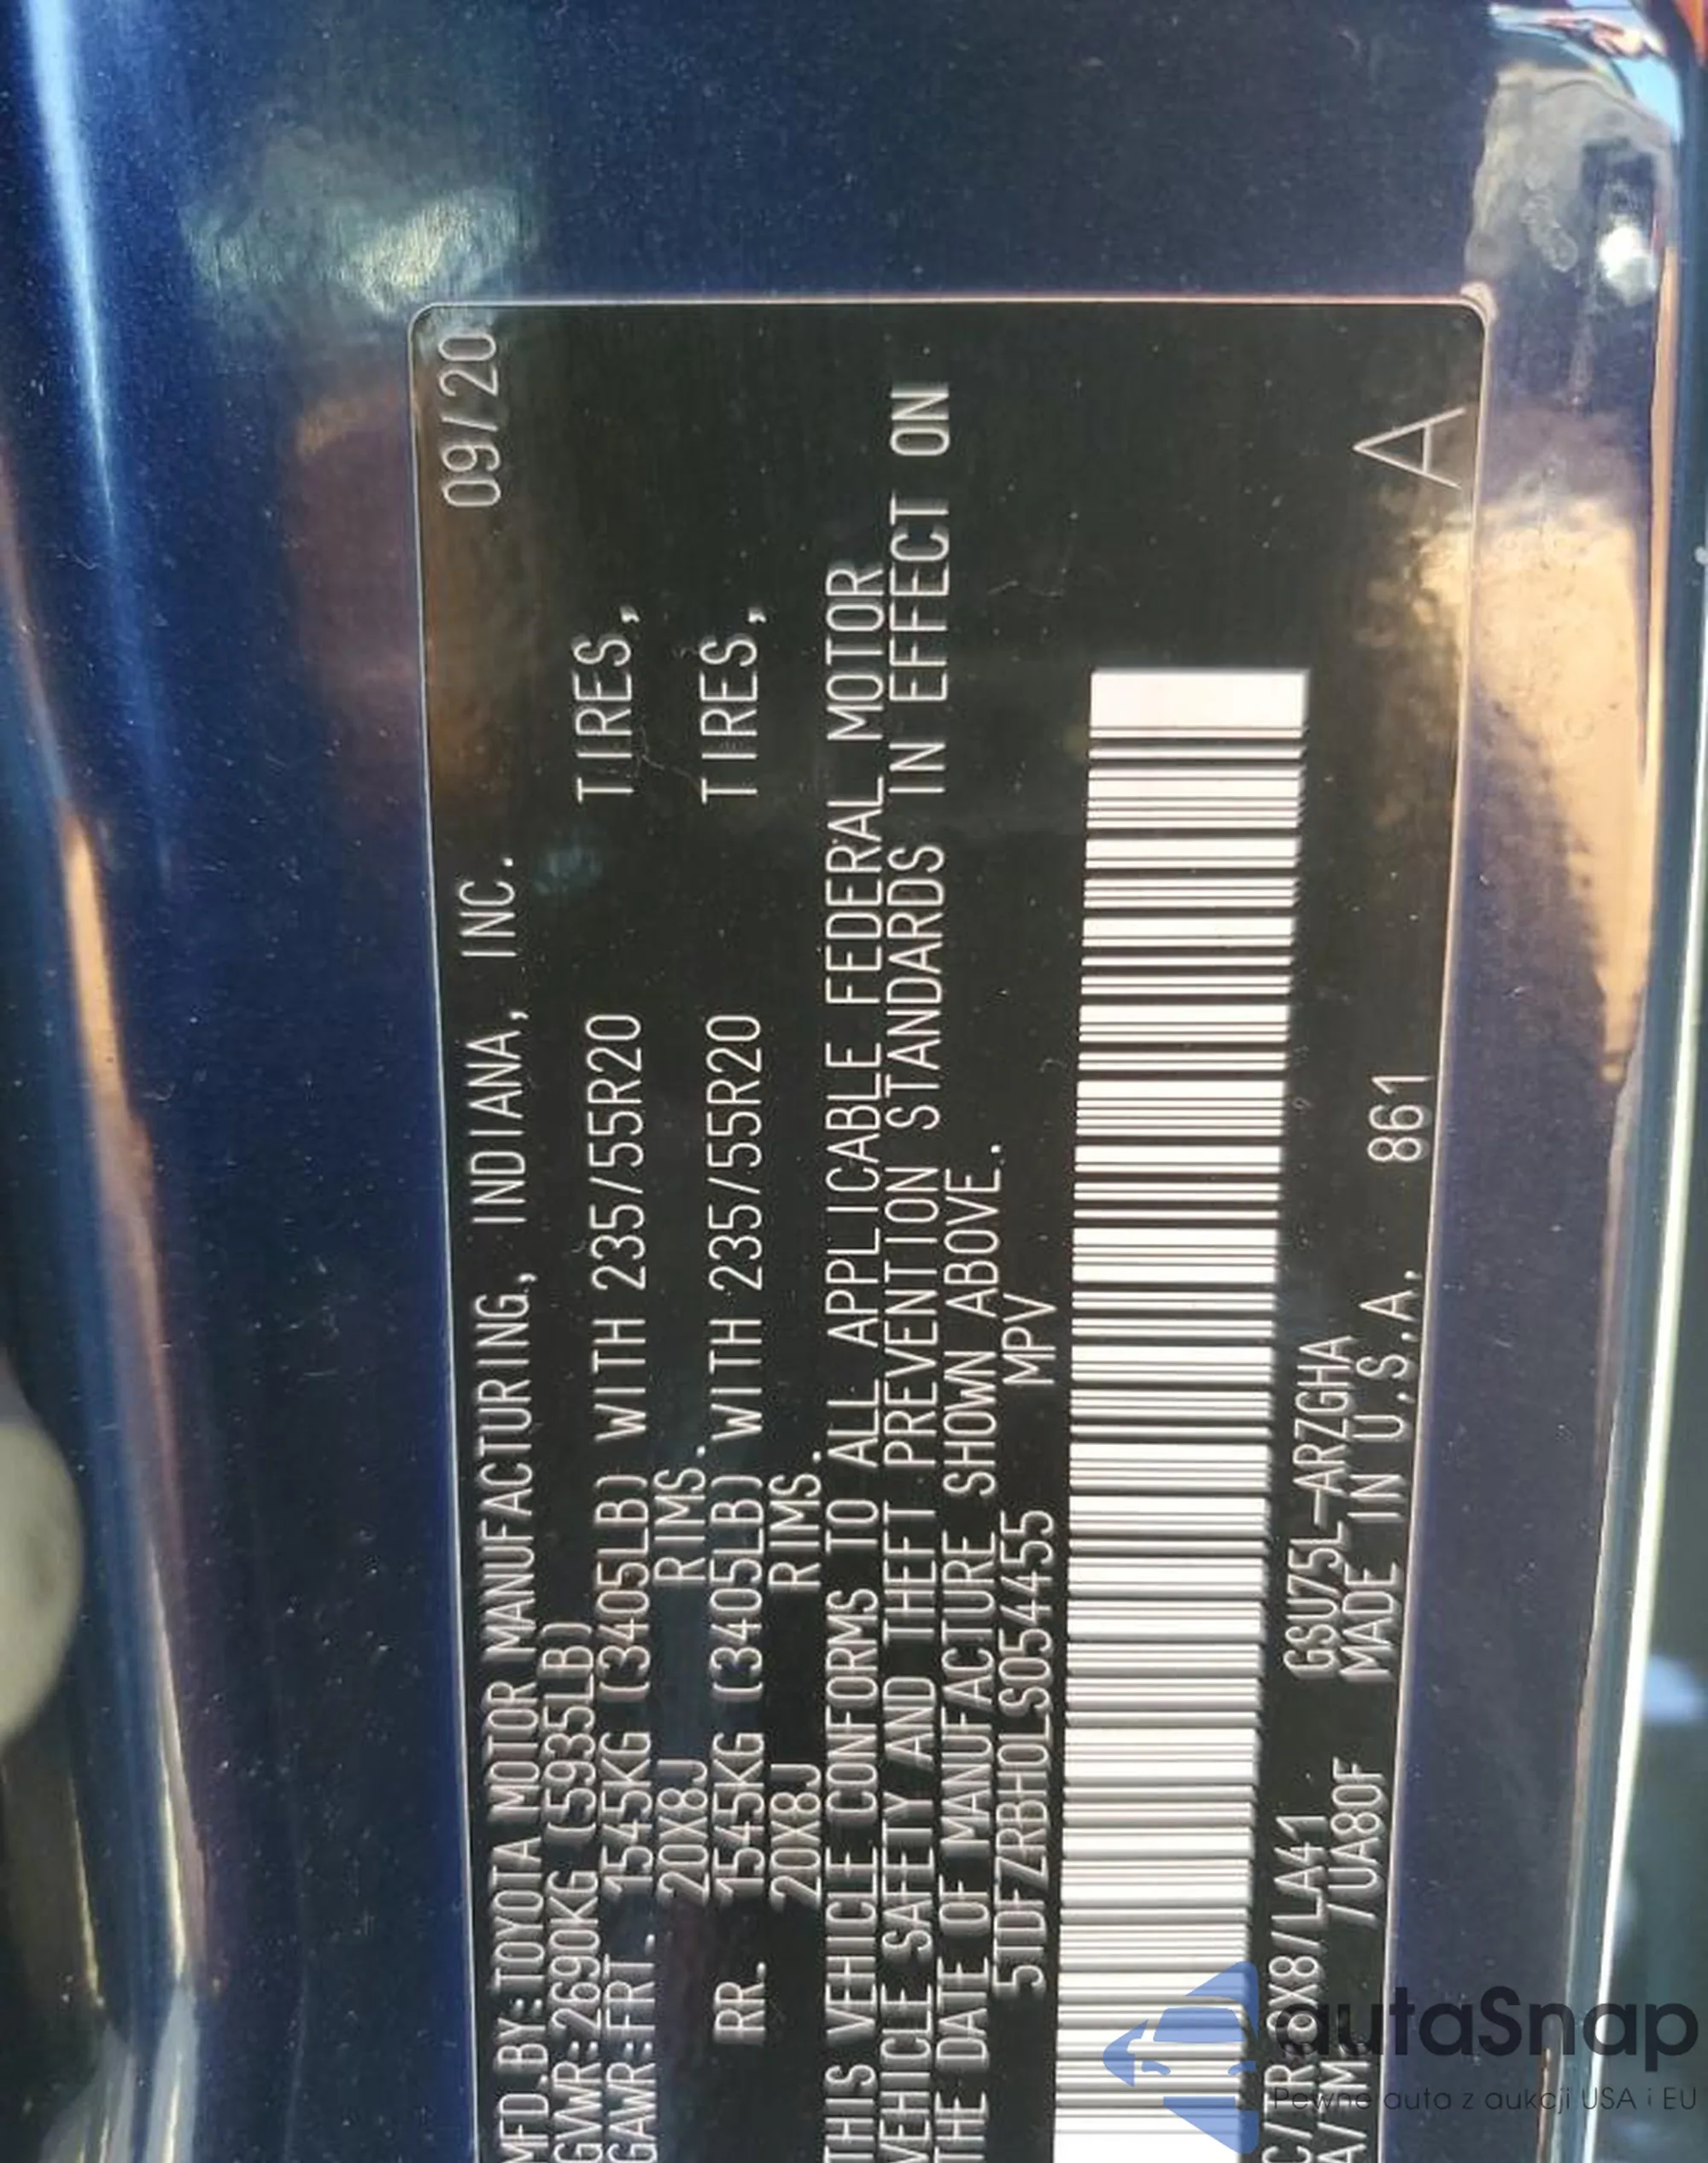 MFD.BY:TOYOTA MOTOR MANUFACTURING, INDIANA, INC. 09/20
GVWR:2690KG (5935LB)
GAWR:FRT. 1545KG (3405LB) WITH 235/55R20 TIRES,
20X8J RIMS.
RR. 1545KG (3405LB) WITH 235/55R20 TIRES,
20X8J RIMS.
THIS VEHICLE CONFORMS TO ALL APPLICABLE FEDERAL MOTOR
VEHICLE SAFETY AND THEFT PREVENTION STANDARDS IN EFFECT ON
THE DATE OF MANUFACTURE SHOWN ABOVE.
5TDFZRBH0LS054455 MPV
C/TR:8X8/LA41 GSU75L-ARZGHA
A/TM: /UA80F MADE IN U.S.A. 861 A
autaSnap
Pewne auta z aukcji USA i EU